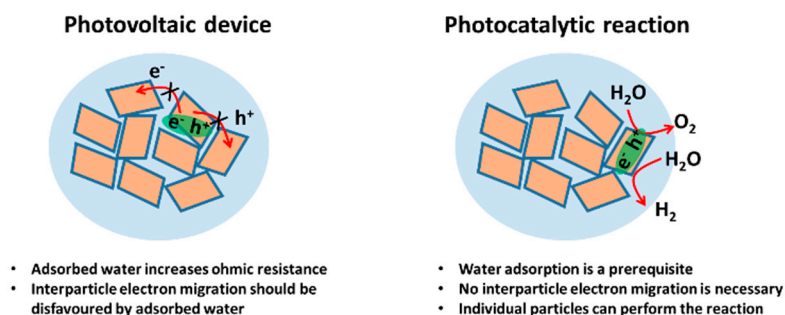 Photovoltaic device
e-
e- h+
h+
• Adsorbed water increases ohmic resistance
• Interparticle electron migration should be
disfavoured by adsorbed water
Photocatalytic reaction
H2O
O2
e- h
H2O
H2
• Water adsorption is a prerequisite
• No interparticle electron migration is necessary
• Individual particles can perform the reaction